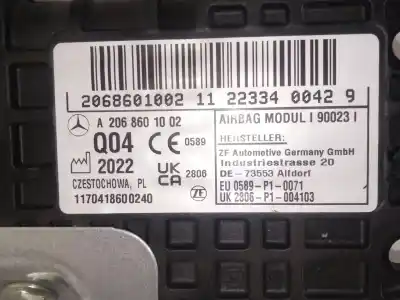 2068601002 11 22334 0042 9
A 206 860 10 02
Q04 CE 0589
2022 UK CA 2806
CZESTOCHOWA, PL ZF
1170418600240
AIRBAG MODUL I 90023 I
HERSTELLER:
ZF Automotive Germany GmbH
Industriestrasse 20
DE - 73553 Alfdorf
EU 0589-P1-0071
UK 2806-P1-004103